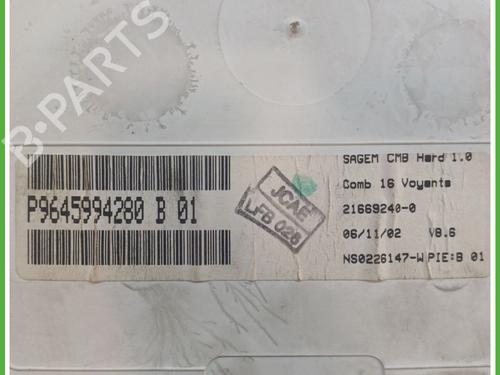 B-PARTS
P9645994280 B 01
JCAE
LFB 028
SAGEM CMB Hard 1.0
Comb 16 Voyants
21669240-0
06/11/02 V8.6
NS0226147-W PIE:B 01